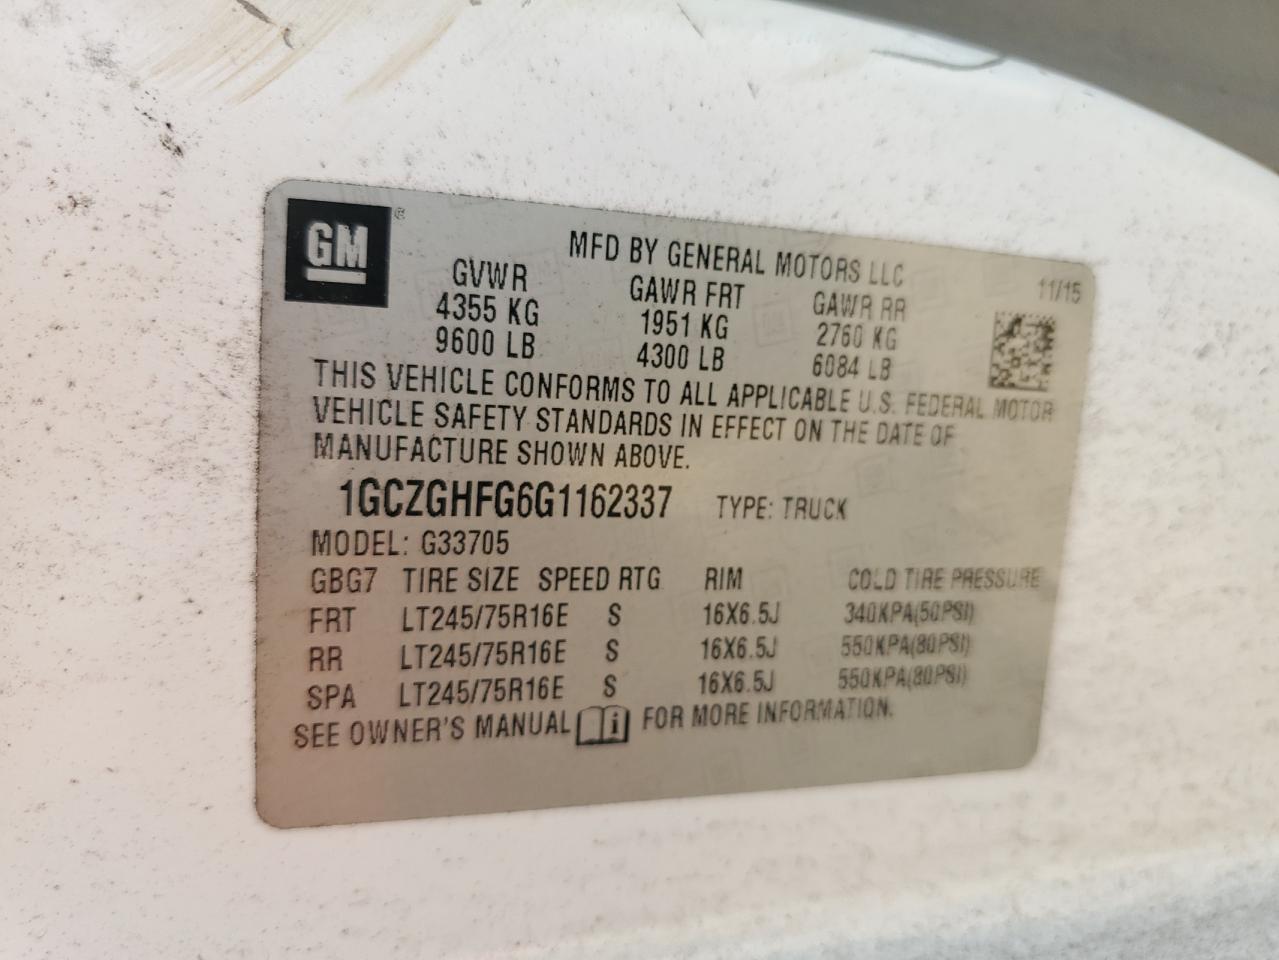 GM ®
MFD BY GENERAL MOTORS LLC
11/15
GVWR GAWR FRT GAWR RR
4355 KG 1951 KG 2760 KG
9600 LB 4300 LB 6084 LB
THIS VEHICLE CONFORMS TO ALL APPLICABLE U.S. FEDERAL MOTOR
VEHICLE SAFETY STANDARDS IN EFFECT ON THE DATE OF
MANUFACTURE SHOWN ABOVE.
1GCZGHFG6G1162337 TYPE: TRUCK
MODEL: G33705
GBG7 TIRE SIZE SPEED RTG RIM COLD TIRE PRESSURE
FRT LT245/75R16E S 16X6.5J 340KPA(50PSI)
RR LT245/75R16E S 16X6.5J 550KPA(80PSI)
SPA LT245/75R16E S 16X6.5J 550KPA(80PSI)
SEE OWNER'S MANUAL i FOR MORE INFORMATION.